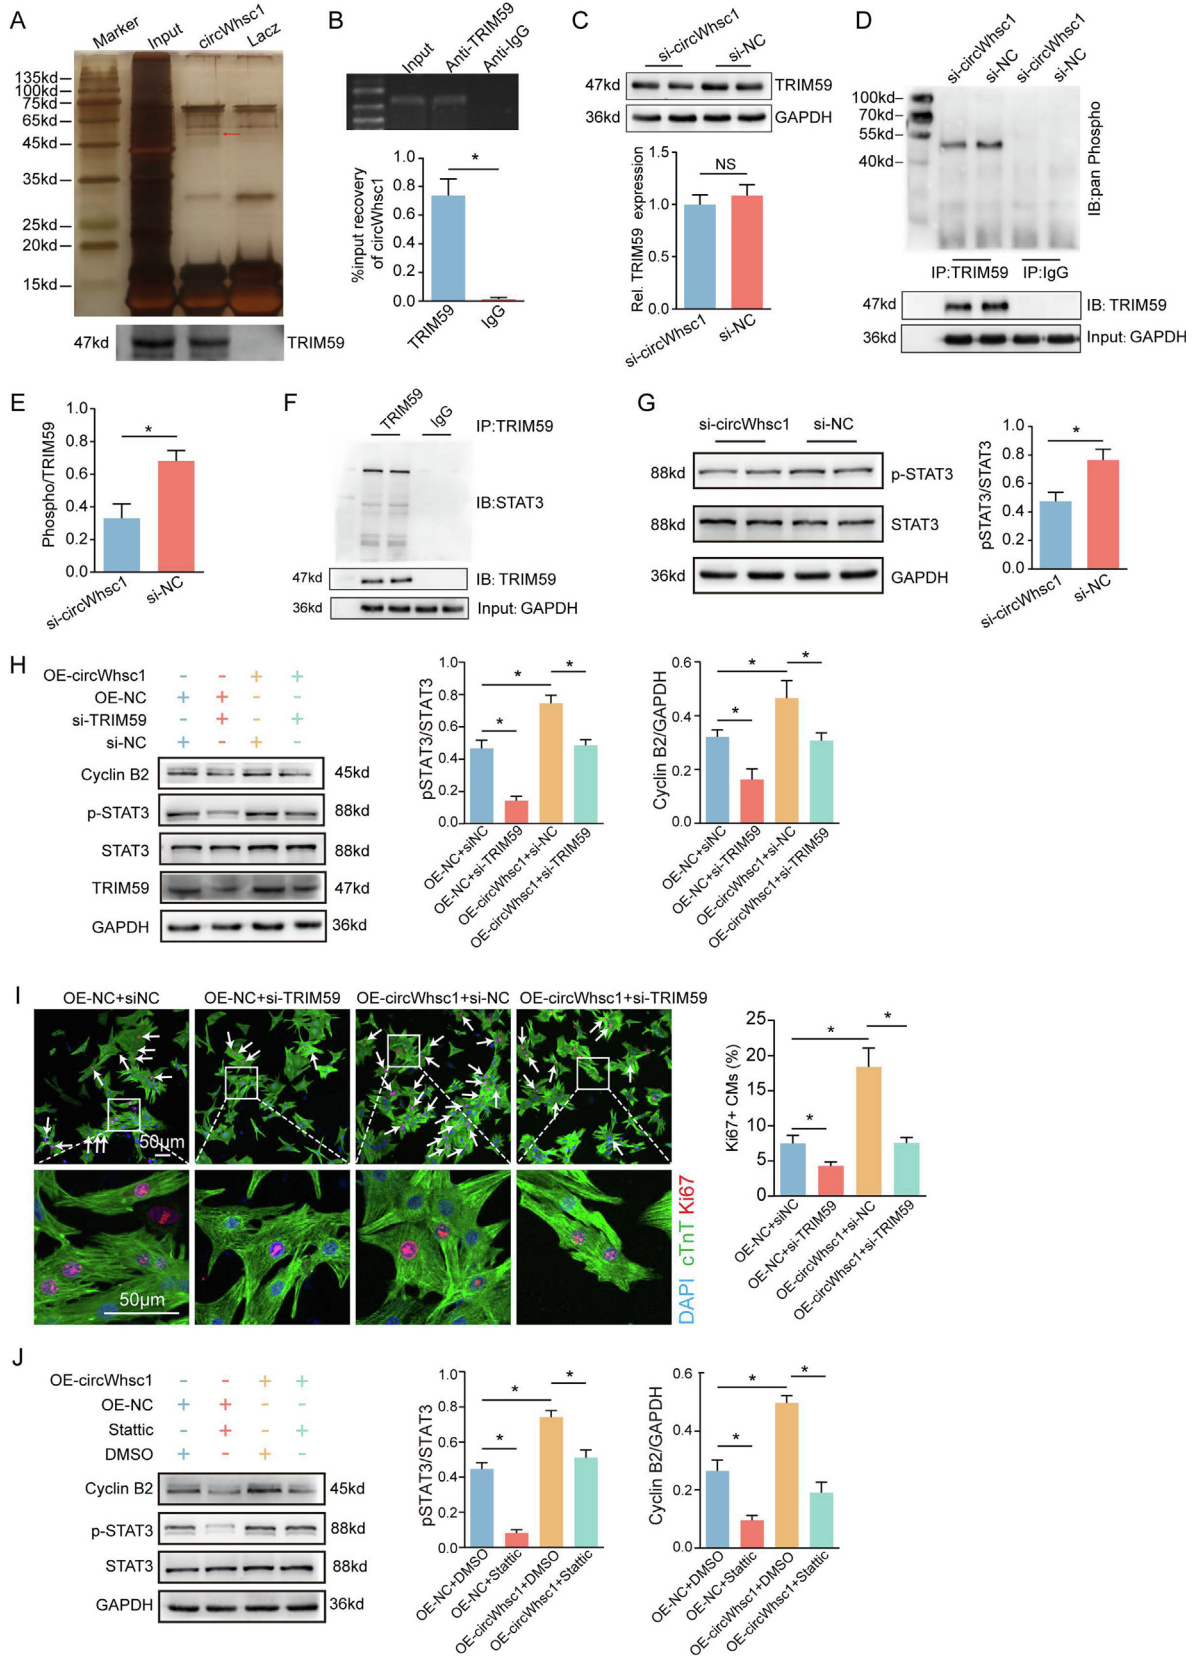 A
Marker
Input
circWhsc1
Lacz
135kd
100kd
75kd
65kd
45kd
35kd
25kd
20kd
15kd
47kd
TRIM59
B
Input
Anti-TRIM59
Anti-IgG
%input recovery
of circWhsc1
1.0
0.8
0.6
0.4
0.2
0.0
*
TRIM59
IgG
C
si-circWhsc1
si-NC
47kd
TRIM59
36kd
GAPDH
Rel. TRIM59 expression
1.5
1.0
0.5
0.0
NS
si-circWhsc1
si-NC
D
si-circWhsc1
si-NC
si-circWhsc1
si-NC
100kd
70kd
55kd
40kd
IB:pan Phospho
IP:TRIM59
IP:IgG
47kd
IB: TRIM59
36kd
Input: GAPDH
E
Phospho/TRIM59
1.0
0.8
0.6
0.4
0.2
0.0
*
si-circWhsc1
si-NC
F
TRIM59
IgG
IP:TRIM59
IB:STAT3
47kd
IB: TRIM59
36kd
Input: GAPDH
G
si-circWhsc1
si-NC
88kd
p-STAT3
88kd
STAT3
36kd
GAPDH
pSTAT3/STAT3
1.0
0.8
0.6
0.4
0.2
0.0
*
si-circWhsc1
si-NC
H
OE-circWhsc1 - - + +
OE-NC + + - -
si-TRIM59 - + - +
si-NC + - + -
Cyclin B2 45kd
p-STAT3 88kd
STAT3 88kd
TRIM59 47kd
GAPDH 36kd
pSTAT3/STAT3
1.0
0.8
0.6
0.4
0.2
0.0
*
*
*
OE-NC+siNC
OE-NC+si-TRIM59
OE-circWhsc1+si-NC
OE-circWhsc1+si-TRIM59
Cyclin B2/GAPDH
0.6
0.4
0.2
0.0
*
*
*
OE-NC+siNC
OE-NC+si-TRIM59
OE-circWhsc1+si-NC
OE-circWhsc1+si-TRIM59
I
OE-NC+siNC
OE-NC+si-TRIM59
OE-circWhsc1+si-NC
OE-circWhsc1+si-TRIM59
50μm
50μm
DAPI cTnT Ki67
Ki67+ CMs (%)
25
20
15
10
5
0
*
*
*
OE-NC+siNC
OE-NC+si-TRIM59
OE-circWhsc1+si-NC
OE-circWhsc1+si-TRIM59
J
OE-circWhsc1 - - + +
OE-NC + + - -
Stattic - + - +
DMSO + - + -
Cyclin B2 45kd
p-STAT3 88kd
STAT3 88kd
GAPDH 36kd
pSTAT3/STAT3
1.0
0.8
0.6
0.4
0.2
0.0
*
*
*
OE-NC+DMSO
OE-NC+Stattic
OE-circWhsc1+DMSO
OE-circWhsc1+Stattic
Cyclin B2/GAPDH
0.6
0.4
0.2
0.0
*
*
*
OE-NC+DMSO
OE-NC+Stattic
OE-circWhsc1+DMSO
OE-circWhsc1+Stattic